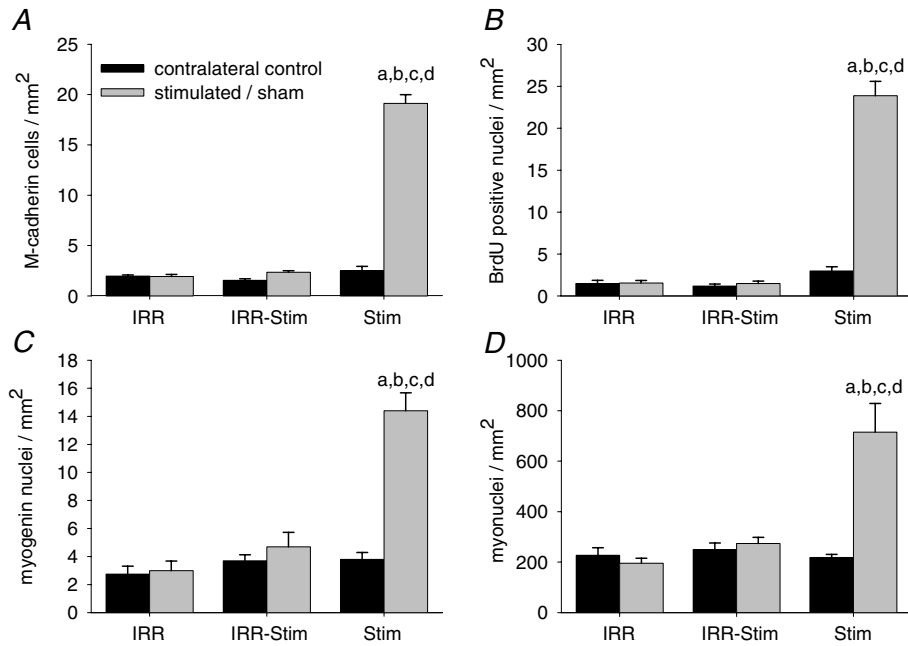 A
M-cadherin cells / mm²
25
20
15
10
5
0
contralateral control
stimulated / sham
a,b,c,d
IRR IRR-Stim Stim
B
BrdU positive nuclei / mm²
30
25
20
15
10
5
0
a,b,c,d
IRR IRR-Stim Stim
C
myogenin nuclei / mm²
18
16
14
12
10
8
6
4
2
0
a,b,c,d
IRR IRR-Stim Stim
D
myonuclei / mm²
1000
800
600
400
200
0
a,b,c,d
IRR IRR-Stim Stim